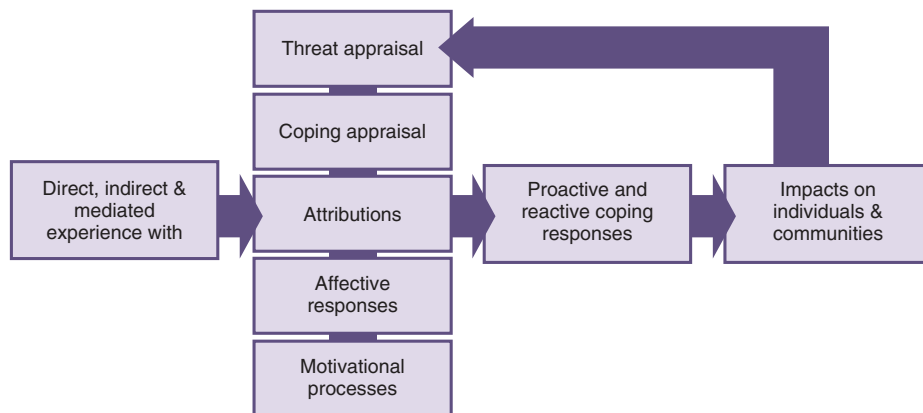 Threat appraisal
Coping appraisal
Direct, indirect &
mediated
experience with
Attributions
Proactive and
reactive coping
responses
Impacts on
individuals &
communities
Affective
responses
Motivational
processes